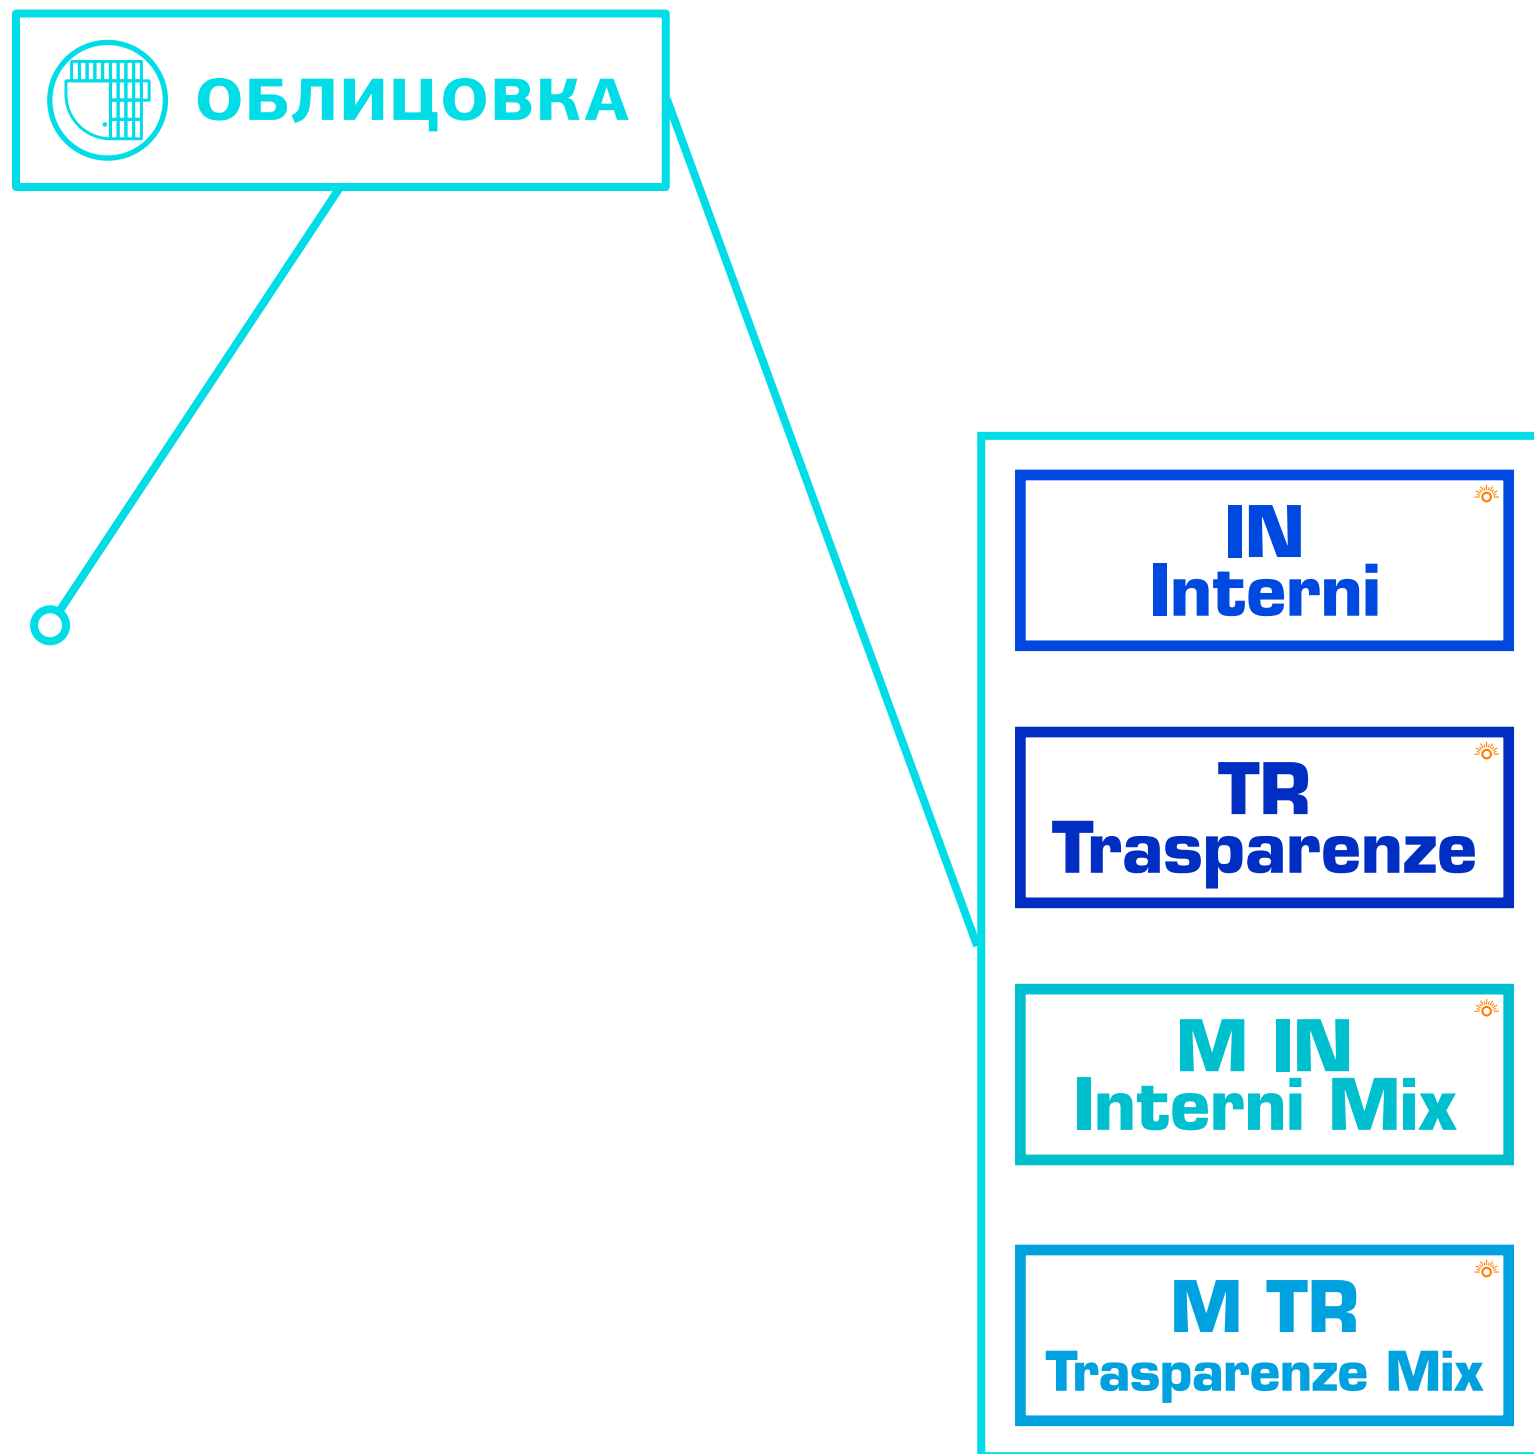 ОБЛИЦОВКА
IN
Interni
TR
Trasparenze
M IN
Interni Mix
M TR
Trasparenze Mix